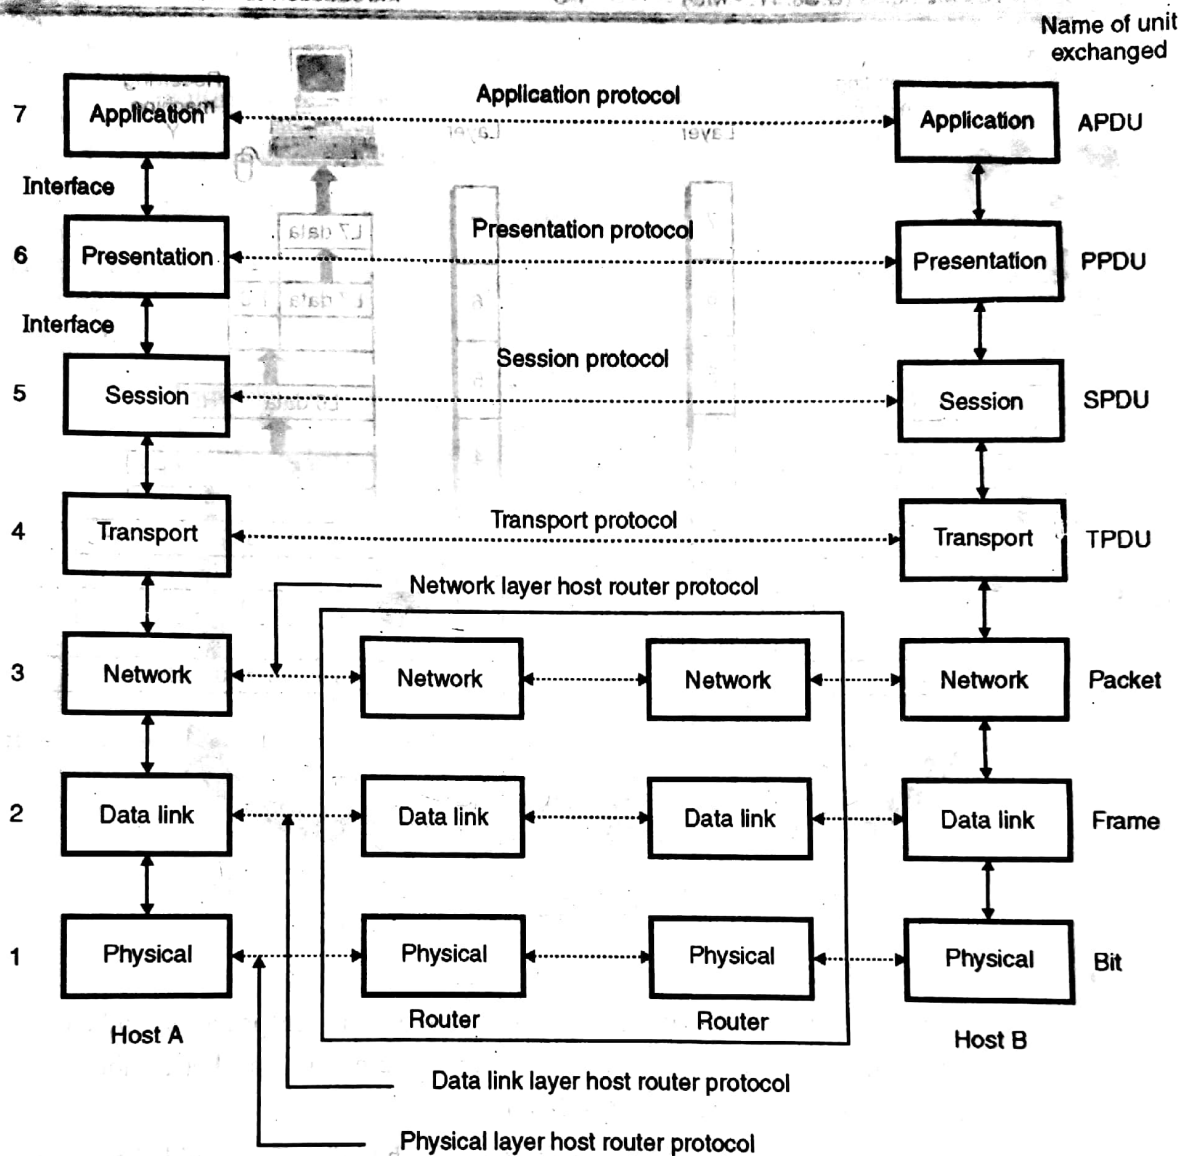 Name of unit
exchanged
7
Application
Application protocol
Application
APDU
Interface
6
Presentation
Presentation protocol
Presentation
PPDU
Interface
5
Session
Session protocol
Session
SPDU
4
Transport
Transport protocol
Transport
TPDU
Network layer host router protocol
3
Network
Network
Network
Network
Packet
2
Data link
Data link
Data link
Data link
Frame
1
Physical
Physical
Physical
Physical
Bit
Host A
Router
Router
Host B
Data link layer host router protocol
Physical layer host router protocol